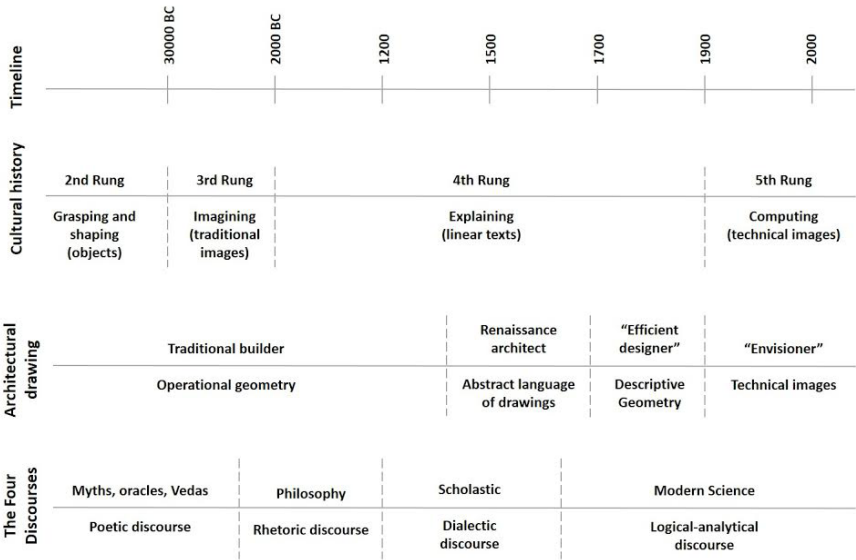 Timeline
30000 BC
2000 BC
1200
1500
1700
1900
2000
Cultural history
2nd Rung
3rd Rung
4th Rung
5th Rung
Grasping and
shaping
(objects)
Imagining
(traditional
images)
Explaining
(linear texts)
Computing
(technical images)
Architectural
drawing
Traditional builder
Renaissance
architect
“Efficient
designer”
“Envisioner”
Operational geometry
Abstract language
of drawings
Descriptive
Geometry
Technical images
The Four
Discourses
Myths, oracles, Vedas
Philosophy
Scholastic
Modern Science
Poetic discourse
Rhetoric discourse
Dialectic
discourse
Logical-analytical
discourse